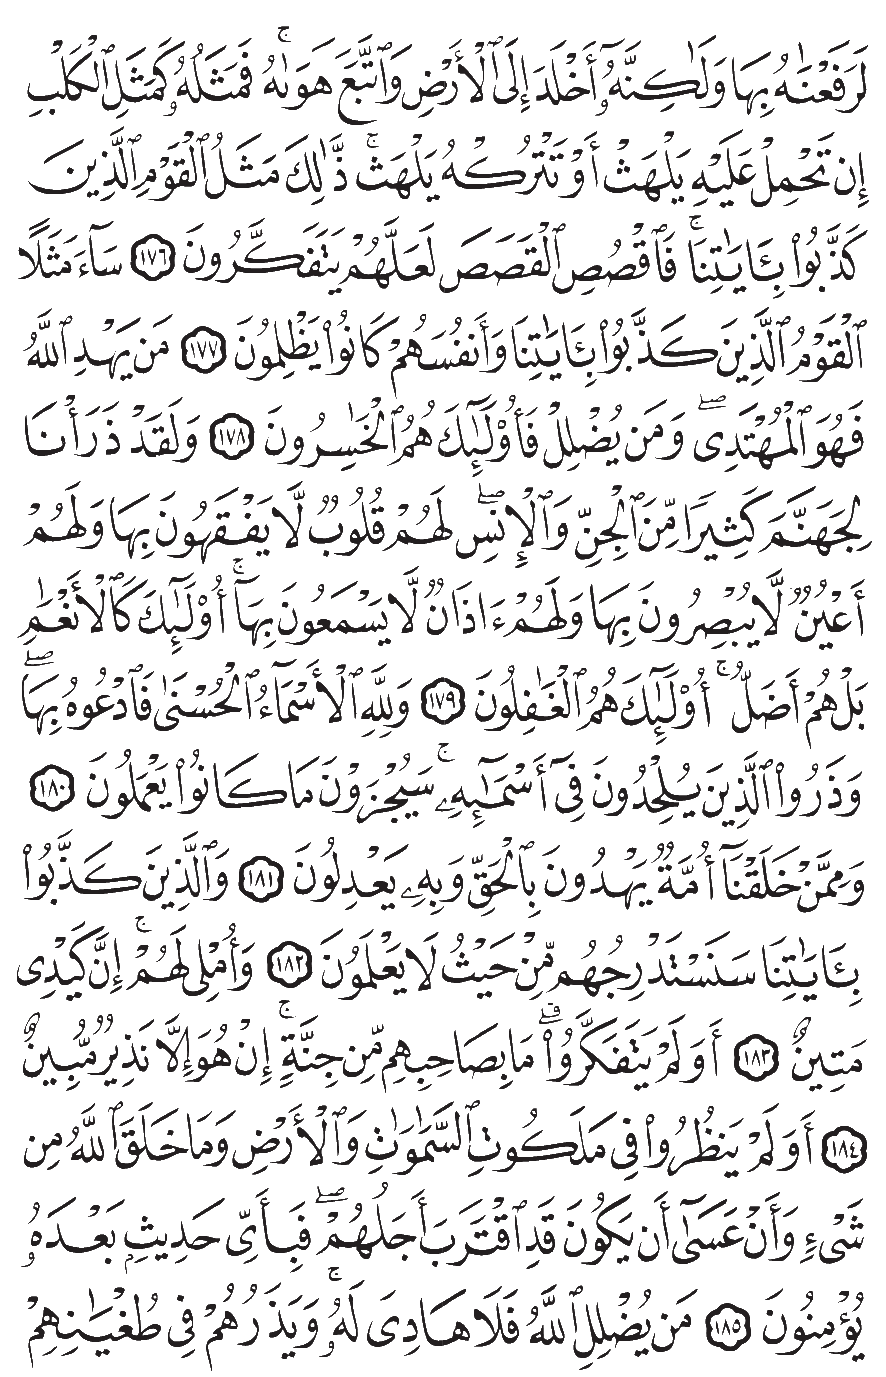 لَرَفَعْنَٰهُ بِهَا وَلَٰكِنَّهُۥٓ أَخْلَدَ إِلَى ٱلْأَرْضِ وَٱتَّبَعَ هَوَىٰهُ ۚ فَمَثَلُهُۥ كَمَثَلِ ٱلْكَلْبِ
إِن تَحْمِلْ عَلَيْهِ يَلْهَثْ أَوْ تَتْرُكْهُ يَلْهَث ۚ ذَّٰلِكَ مَثَلُ ٱلْقَوْمِ ٱلَّذِينَ
كَذَّبُوا۟ بِـَٔايَٰتِنَا ۚ فَٱقْصُصِ ٱلْقَصَصَ لَعَلَّهُمْ يَتَفَكَّرُونَ ١٧٦ سَآءَ مَثَلًا
ٱلْقَوْمُ ٱلَّذِينَ كَذَّبُوا۟ بِـَٔايَٰتِنَا وَأَنفُسَهُمْ كَانُوا۟ يَظْلِمُونَ ١٧٧ مَن يَهْدِ ٱللَّهُ
فَهُوَ ٱلْمُهْتَدِى ۖ وَمَن يُضْلِلْ فَأُو۟لَٰٓئِكَ هُمُ ٱلْخَٰسِرُونَ ١٧٨ وَلَقَدْ ذَرَأْنَا
لِجَهَنَّمَ كَثِيرًا مِّنَ ٱلْجِنِّ وَٱلْإِنسِ ۖ لَهُمْ قُلُوبٌ لَّا يَفْقَهُونَ بِهَا وَلَهُمْ
أَعْيُنٌ لَّا يُبْصِرُونَ بِهَا وَلَهُمْ ءَاذَانٌ لَّا يَسْمَعُونَ بِهَآ ۚ أُو۟لَٰٓئِكَ كَٱلْأَنْعَٰمِ
بَلْ هُمْ أَضَلُّ ۚ أُو۟لَٰٓئِكَ هُمُ ٱلْغَٰفِلُونَ ١٧٩ وَلِلَّهِ ٱلْأَسْمَآءُ ٱلْحُسْنَىٰ فَٱدْعُوهُ بِهَا ۖ
وَذَرُوا۟ ٱلَّذِينَ يُلْحِدُونَ فِىٓ أَسْمَٰٓئِهِۦ ۚ سَيُجْزَوْنَ مَا كَانُوا۟ يَعْمَلُونَ ١٨٠
وَمِمَّنْ خَلَقْنَآ أُمَّةٌ يَهْدُونَ بِٱلْحَقِّ وَبِهِۦ يَعْدِلُونَ ١٨١ وَٱلَّذِينَ كَذَّبُوا۟
بِـَٔايَٰتِنَا سَنَسْتَدْرِجُهُم مِّنْ حَيْثُ لَا يَعْلَمُونَ ١٨٢ وَأُمْلِى لَهُمْ ۚ إِنَّ كَيْدِى
مَتِينٌ ١٨٣ أَوَلَمْ يَتَفَكَّرُوا۟ ۗ مَا بِصَاحِبِهِم مِّن جِنَّةٍ ۚ إِنْ هُوَ إِلَّا نَذِيرٌ مُّبِينٌ
١٨٤ أَوَلَمْ يَنظُرُوا۟ فِى مَلَكُوتِ ٱلسَّمَٰوَٰتِ وَٱلْأَرْضِ وَمَا خَلَقَ ٱللَّهُ مِن
شَىْءٍ وَأَنْ عَسَىٰٓ أَن يَكُونَ قَدِ ٱقْتَرَبَ أَجَلُهُمْ ۖ فَبِأَىِّ حَدِيثٍۭ بَعْدَهُۥ
يُؤْمِنُونَ ١٨٥ مَن يُضْلِلِ ٱللَّهُ فَلَا هَادِىَ لَهُۥ ۚ وَيَذَرُهُمْ فِى طُغْيَٰنِهِمْ